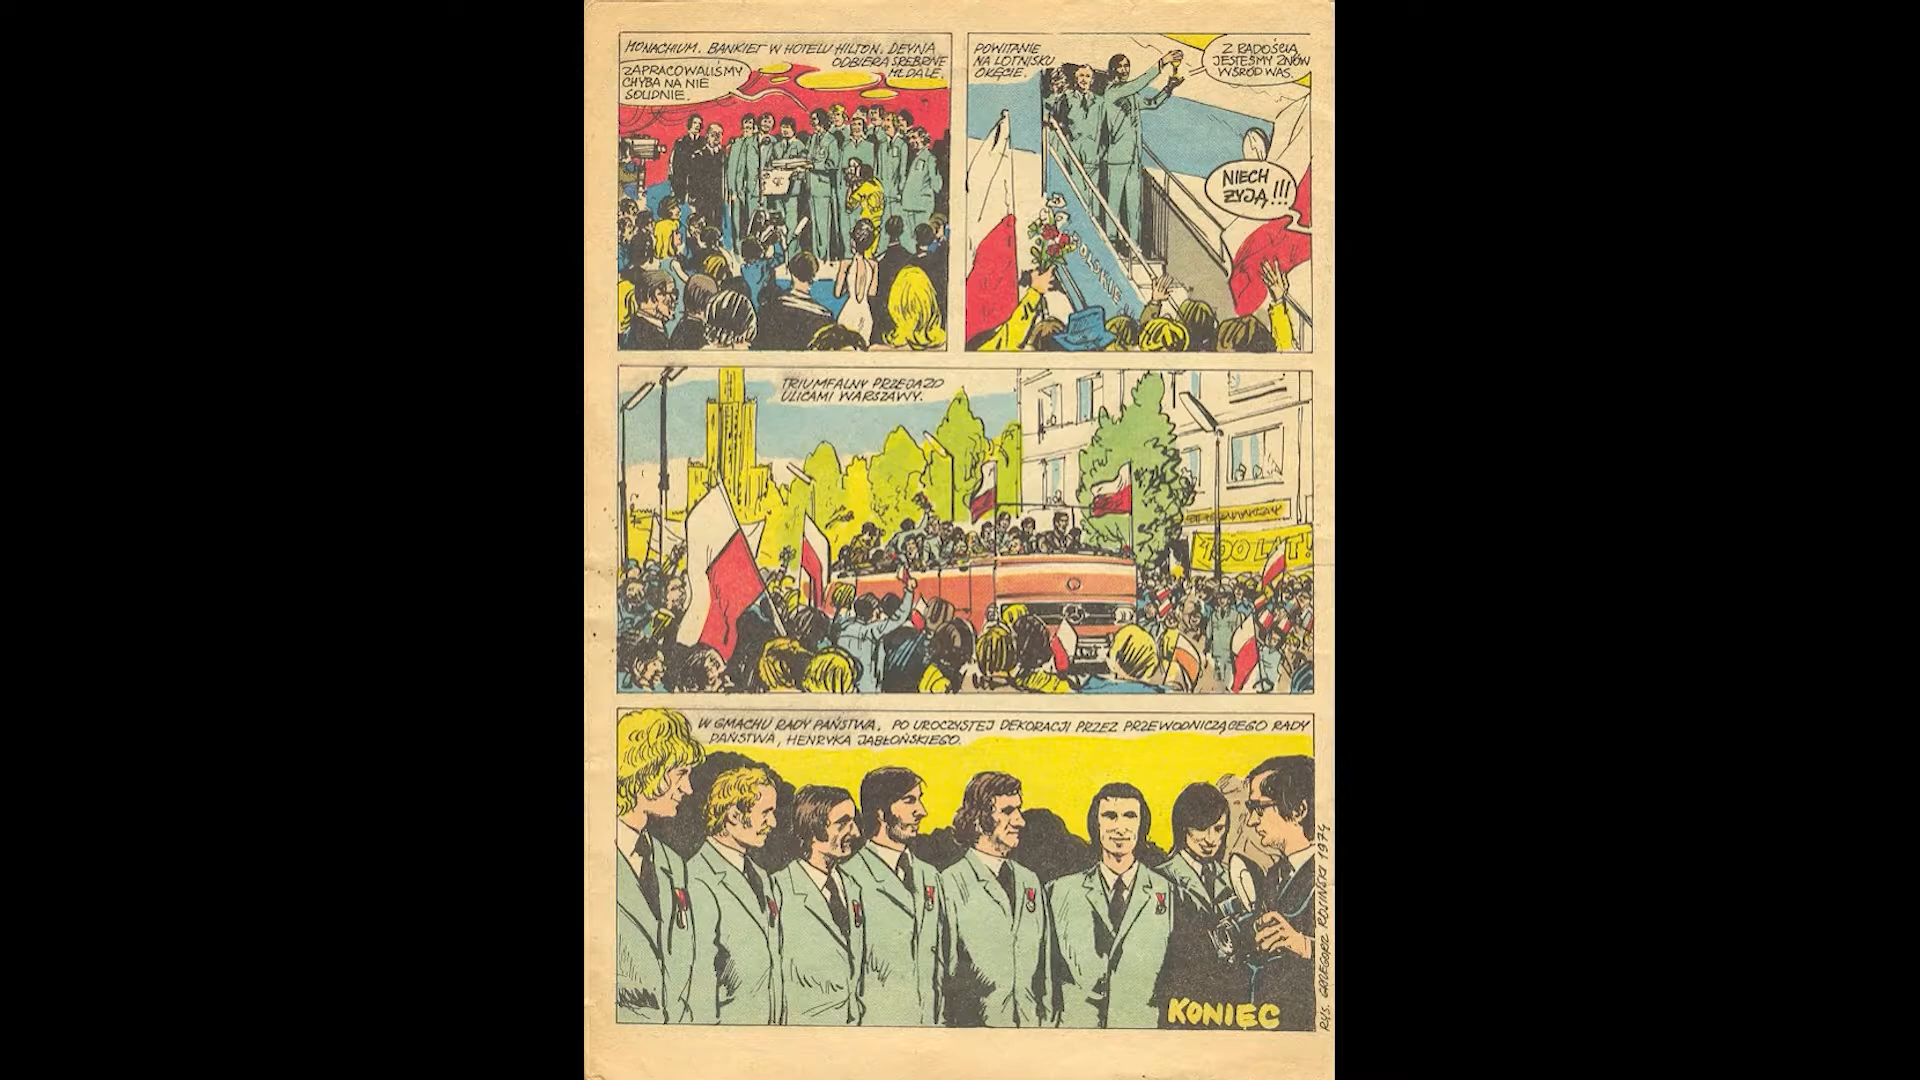 MONACHIUM. BANKIET W HOTELU HILTON. DEYNA
ODBIERA SREBRNE
MEDALE.
ZAPRACOWALIŚMY
CHYBA NA NIE
SOLIDNIE.
POWITANIE
NA LOTNISKU
OKĘCIE.
Z RADOŚCIĄ
JESTEŚMY ZNÓW
WŚRÓD WAS.
NIECH
ŻYJĄ!!!
POLSKIE
TRIUMFALNY PRZEJAZD
ULICAMI WARSZAWY.
100 LAT!
W GMACHU RADY PAŃSTWA, PO UROCZYSTEJ DEKORACJI PRZEZ PRZEWODNICZĄCEGO RADY
PAŃSTWA, HENRYKA JABŁOŃSKIEGO.
KONIEC
RYS. GRZEGORZ ROSIŃSKI 1974